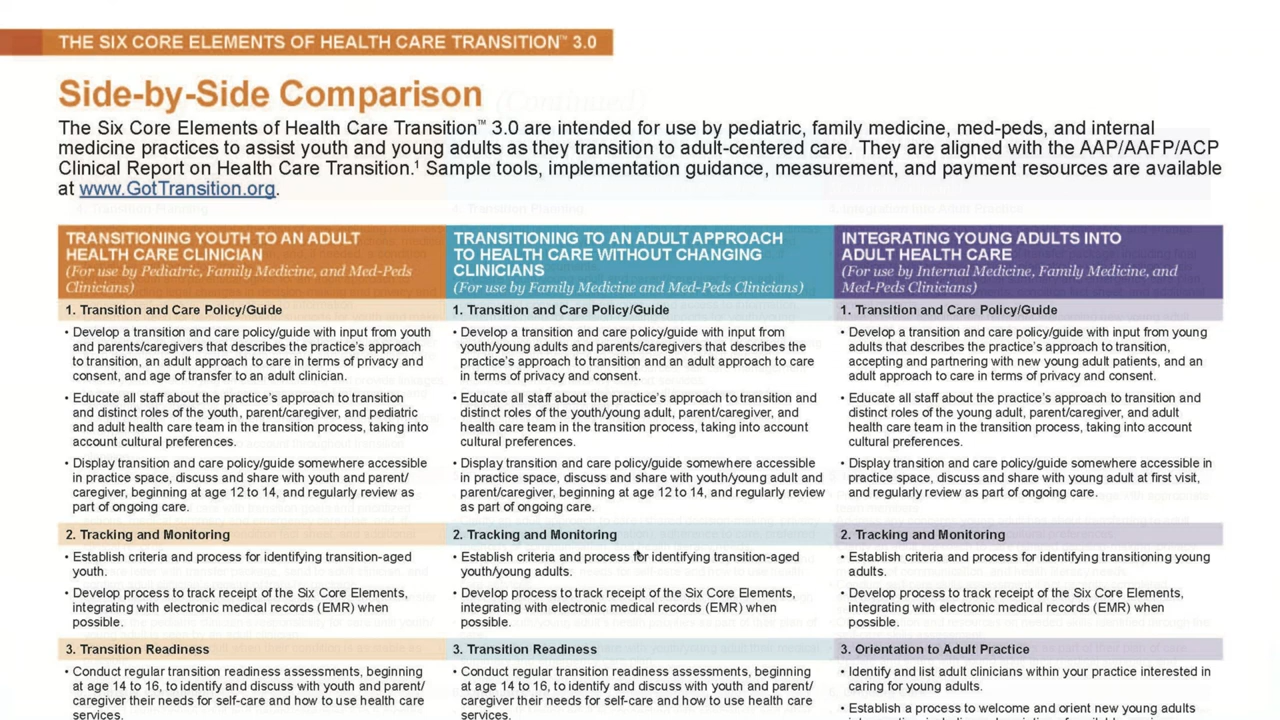 THE SIX CORE ELEMENTS OF HEALTH CARE TRANSITION™ 3.0
Side-by-Side Comparison
(Continued)
The Six Core Elements of Health Care Transition™ 3.0 are intended for use by pediatric, family medicine, med-peds, and internal
medicine practices to assist youth and young adults as they transition to adult-centered care. They are aligned with the AAP/AAFP/ACP
Clinical Report on Health Care Transition.¹ Sample tools, implementation guidance, measurement, and payment resources are available
at www.GotTransition.org.
TRANSITIONING YOUTH TO AN ADULT
HEALTH CARE CLINICIAN
(For use by Pediatric, Family Medicine, and Med-Peds
Clinicians)
1. Transition and Care Policy/Guide
• Develop a transition and care policy/guide with input from youth
and parents/caregivers that describes the practice's approach
to transition, an adult approach to care in terms of privacy and
consent, and age of transfer to an adult clinician.
• Educate all staff about the practice's approach to transition
and distinct roles of the youth, parent/caregiver, and pediatric
and adult health care team in the transition process, taking into
account cultural preferences.
• Display transition and care policy/guide somewhere accessible
in practice space, discuss and share with youth and parent/
caregiver, beginning at age 12 to 14, and regularly review as
part of ongoing care.
2. Tracking and Monitoring
• Establish criteria and process for identifying transition-aged
youth.
• Develop process to track receipt of the Six Core Elements,
integrating with electronic medical records (EMR) when
possible.
3. Transition Readiness
• Conduct regular transition readiness assessments, beginning
at age 14 to 16, to identify and discuss with youth and parent/
caregiver their needs for self-care and how to use health care
services.
TRANSITIONING TO AN ADULT APPROACH
TO HEALTH CARE WITHOUT CHANGING
CLINICIANS
(For use by Family Medicine and Med-Peds Clinicians)
1. Transition and Care Policy/Guide
• Develop a transition and care policy/guide with input from
youth/young adults and parents/caregivers that describes the
practice's approach to transition and an adult approach to care
in terms of privacy and consent.
• Educate all staff about the practice's approach to transition and
distinct roles of the youth/young adult, parent/caregiver, and
health care team in the transition process, taking into account
cultural preferences.
• Display transition and care policy/guide somewhere accessible
in practice space, discuss and share with youth/young adult and
parent/caregiver, beginning at age 12 to 14, and regularly review
as part of ongoing care.
2. Tracking and Monitoring
• Establish criteria and process for identifying transition-aged
youth/young adults.
• Develop process to track receipt of the Six Core Elements,
integrating with electronic medical records (EMR) when
possible.
3. Transition Readiness
• Conduct regular transition readiness assessments, beginning
at age 14 to 16, to identify and discuss with youth and parent/
caregiver their needs for self-care and how to use health care
services.
INTEGRATING YOUNG ADULTS INTO
ADULT HEALTH CARE
(For use by Internal Medicine, Family Medicine, and
Med-Peds Clinicians)
1. Transition and Care Policy/Guide
• Develop a transition and care policy/guide with input from young
adults that describes the practice's approach to transition,
accepting and partnering with new young adult patients, and an
adult approach to care in terms of privacy and consent.
• Educate all staff about the practice's approach to transition and
distinct roles of the young adult, parent/caregiver, and adult
health care team in the transition process, taking into account
cultural preferences.
• Display transition and care policy/guide somewhere accessible in
practice space, discuss and share with young adult at first visit,
and regularly review as part of ongoing care.
2. Tracking and Monitoring
• Establish criteria and process for identifying transitioning young
adults.
• Develop process to track receipt of the Six Core Elements,
integrating with electronic medical records (EMR) when
possible.
3. Orientation to Adult Practice
• Identify and list adult clinicians within your practice interested in
caring for young adults.
• Establish a process to welcome and orient new young adults